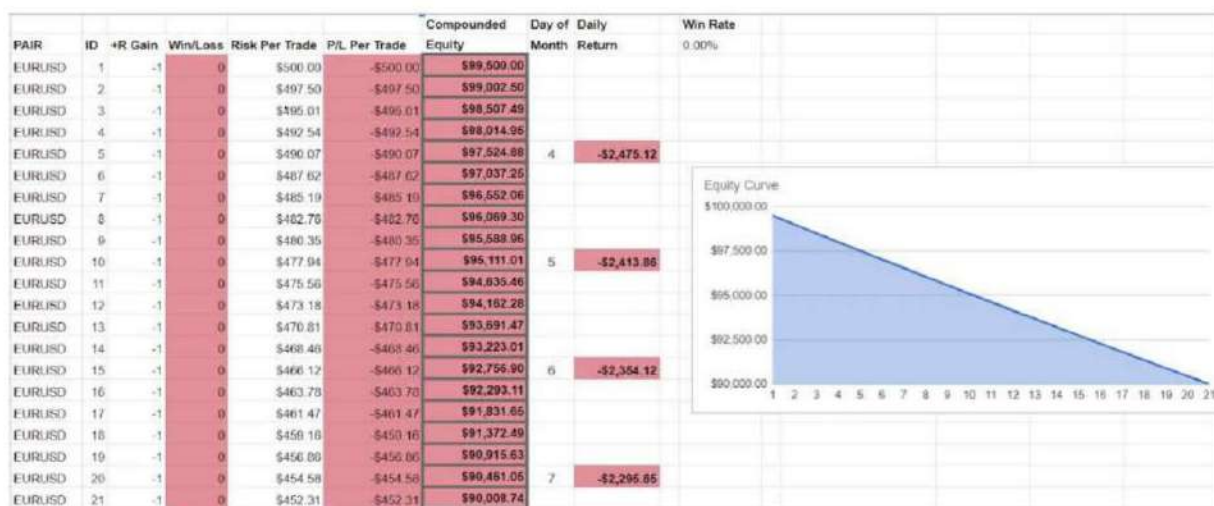 Compounded Day of Daily Win Rate
PAIR ID +R Gain Win/Loss Risk Per Trade P/L Per Trade Equity Month Return 0.00%
EURUSD 1 -1 0 $500.00 -$500.00 $99,500.00
EURUSD 2 -1 0 $497.50 -$497.50 $99,002.50
EURUSD 3 -1 0 $495.01 -$495.01 $98,507.49
EURUSD 4 -1 0 $492.54 -$492.54 $98,014.95
EURUSD 5 -1 0 $490.07 -$490.07 $97,524.88 4 -$2,475.12
EURUSD 6 -1 0 $487.62 -$487.62 $97,037.25
EURUSD 7 -1 0 $485.19 -$485.19 $96,552.06
EURUSD 8 -1 0 $482.76 -$482.76 $96,069.30
EURUSD 9 -1 0 $480.35 -$480.35 $95,588.96
EURUSD 10 -1 0 $477.94 -$477.94 $95,111.01 5 -$2,413.86
EURUSD 11 -1 0 $475.56 -$475.56 $94,635.46
EURUSD 12 -1 0 $473.18 -$473.18 $94,162.28
EURUSD 13 -1 0 $470.81 -$470.81 $93,691.47
EURUSD 14 -1 0 $468.46 -$468.46 $93,223.01
EURUSD 15 -1 0 $466.12 -$466.12 $92,756.90 6 -$2,354.12
EURUSD 16 -1 0 $463.78 -$463.78 $92,293.11
EURUSD 17 -1 0 $461.47 -$461.47 $91,831.65
EURUSD 18 -1 0 $459.16 -$459.16 $91,372.49
EURUSD 19 -1 0 $456.86 -$456.86 $90,915.63
EURUSD 20 -1 0 $454.58 -$454.58 $90,461.05 7 -$2,295.85
EURUSD 21 -1 0 $452.31 -$452.31 $90,008.74
Equity Curve
$100,000.00
$97,500.00
$95,000.00
$92,500.00
$90,000.00
1 2 3 4 5 6 7 8 9 10 11 12 13 14 15 16 17 18 19 20 21